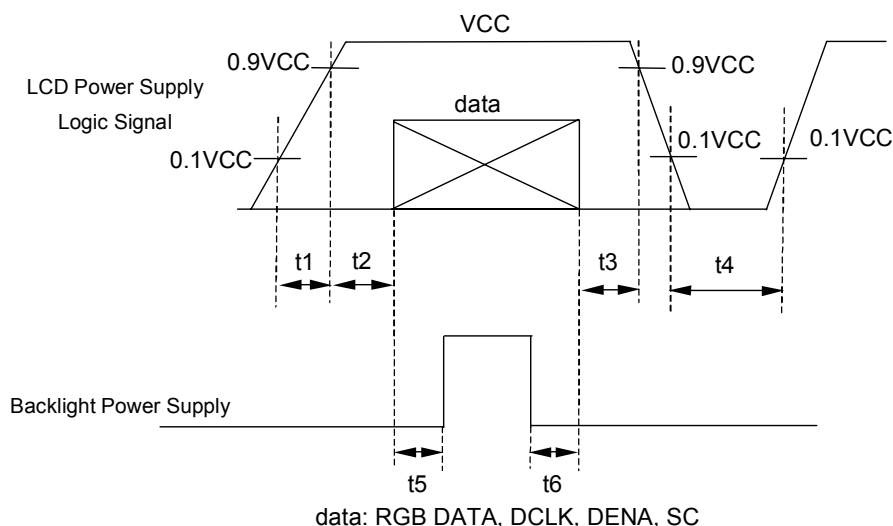 VCC
0.9VCC
0.9VCC
LCD Power Supply
Logic Signal
data
0.1VCC
0.1VCC
0.1VCC
t1
t2
t3
t4
Backlight Power Supply
t5
t6
data: RGB DATA, DCLK, DENA, SC